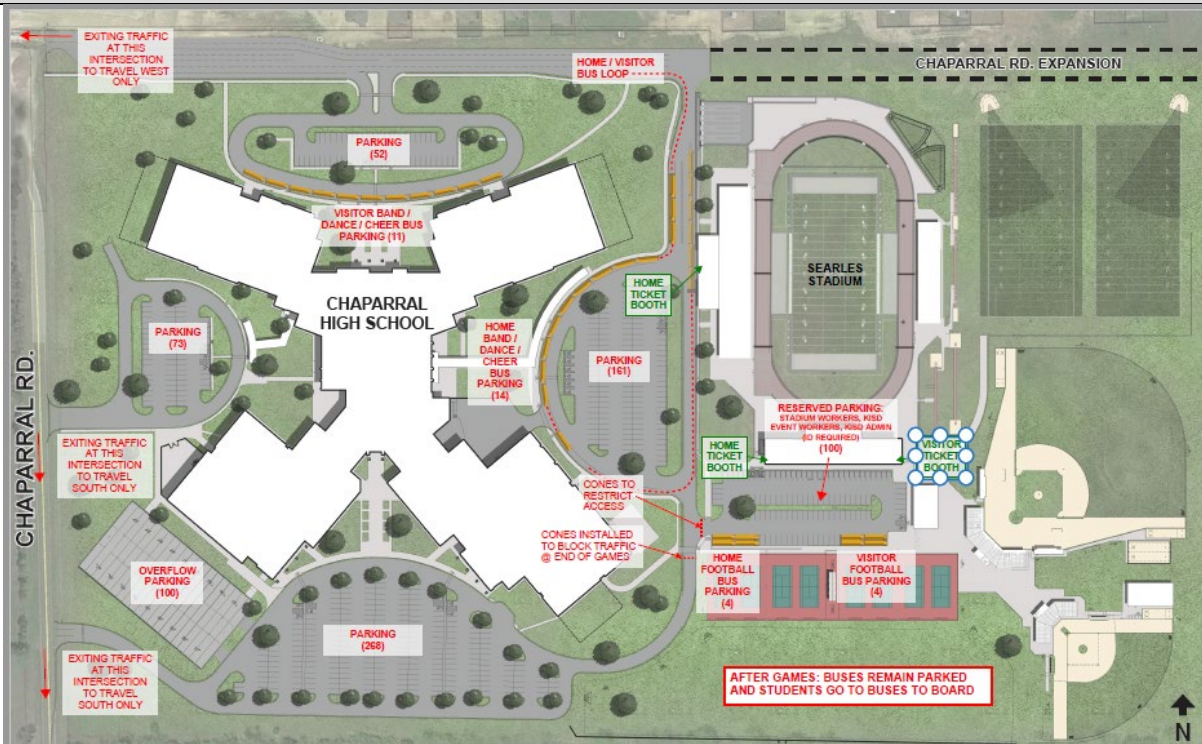 EXITING TRAFFIC
AT THIS
INTERSECTION
TO TRAVEL WEST
ONLY
HOME / VISITOR
BUS LOOP
CHAPARRAL RD. EXPANSION
PARKING
(52)
VISITOR BAND /
DANCE / CHEER BUS
PARKING (11)
CHAPARRAL
HIGH SCHOOL
HOME
TICKET
BOOTH
SEARLES
STADIUM
PARKING
(73)
HOME
BAND /
DANCE /
CHEER
BUS
PARKING
(14)
PARKING
(161)
RESERVED PARKING:
STADIUM WORKERS, KISD
EVENT WORKERS, KISD ADMIN
(ID REQUIRED)
(100)
HOME
TICKET
BOOTH
VISITOR
TICKET
BOOTH
CHAPARRAL RD.
EXITING TRAFFIC
AT THIS
INTERSECTION
TO TRAVEL
SOUTH ONLY
CONES TO
RESTRICT
ACCESS
CONES INSTALLED
TO BLOCK TRAFFIC
@ END OF GAMES
HOME
FOOTBALL
BUS
PARKING
(4)
VISITOR
FOOTBALL
BUS PARKING
(4)
OVERFLOW
PARKING
(100)
PARKING
(268)
EXITING TRAFFIC
AT THIS
INTERSECTION
TO TRAVEL
SOUTH ONLY
AFTER GAMES: BUSES REMAIN PARKED
AND STUDENTS GO TO BUSES TO BOARD
N